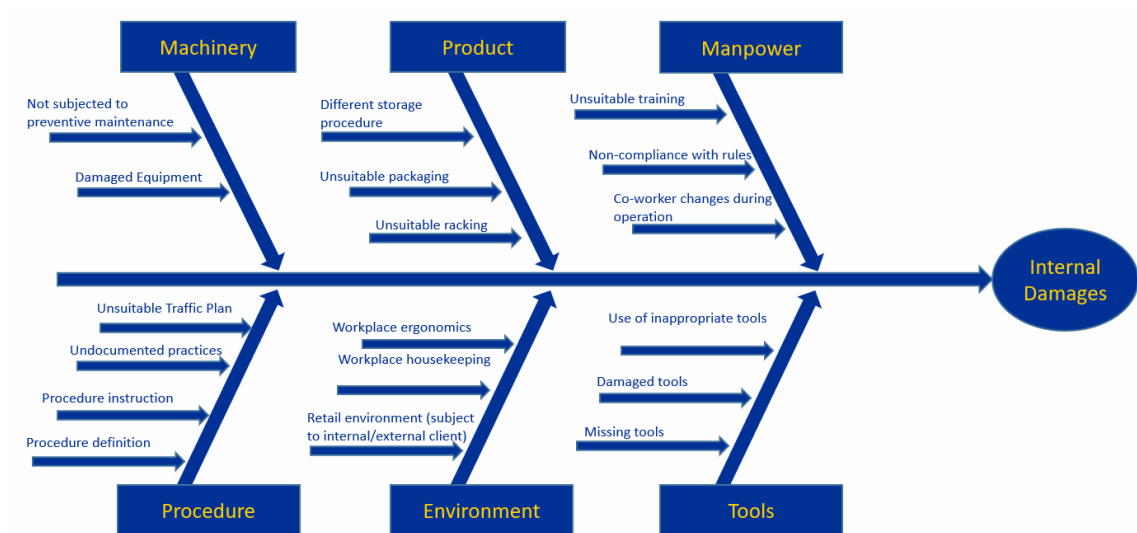 Machinery
Product
Manpower
Not subjected to
preventive maintenance
Damaged Equipment
Different storage
procedure
Unsuitable packaging
Unsuitable racking
Unsuitable training
Non-compliance with rules
Co-worker changes during
operation
Internal
Damages
Unsuitable Traffic Plan
Undocumented practices
Procedure instruction
Procedure definition
Workplace ergonomics
Workplace housekeeping
Retail environment (subject
to internal/external client)
Use of inappropriate tools
Damaged tools
Missing tools
Procedure
Environment
Tools